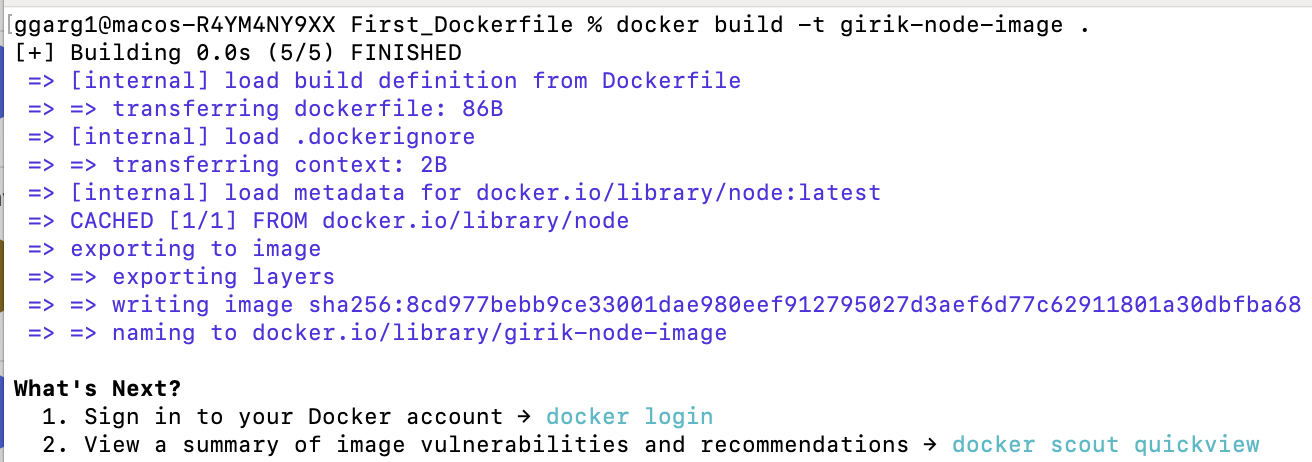 [ggarg1@macos-R4YM4NY9XX First_Dockerfile % docker build -t girik-node-image .
[+] Building 0.0s (5/5) FINISHED
=> [internal] load build definition from Dockerfile
=> => transferring dockerfile: 86B
=> [internal] load .dockerignore
=> => transferring context: 2B
=> [internal] load metadata for docker.io/library/node:latest
=> CACHED [1/1] FROM docker.io/library/node
=> exporting to image
=> => exporting layers
=> => writing image sha256:8cd977bebb9ce33001dae980eef912795027d3aef6d77c62911801a30dbfba68
=> => naming to docker.io/library/girik-node-image
What's Next?
1. Sign in to your Docker account → docker login
2. View a summary of image vulnerabilities and recommendations → docker scout quickview